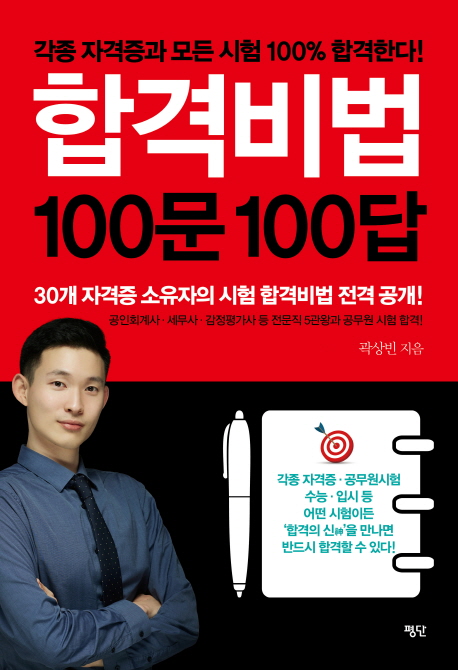 각종 자격증과 모든 시험 100% 합격한다!
합격비법
100문 100답
30개 자격증 소유자의 시험 합격비법 전격 공개!
공인회계사 · 세무사 · 감정평가사 등 전문직 5관왕과 공무원 시험 합격!
곽상빈 지음
각종 자격증 · 공무원시험
수능 · 입시 등
어떤 시험이든
‘합격의 신神’을 만나면
반드시 합격할 수 있다!
평단